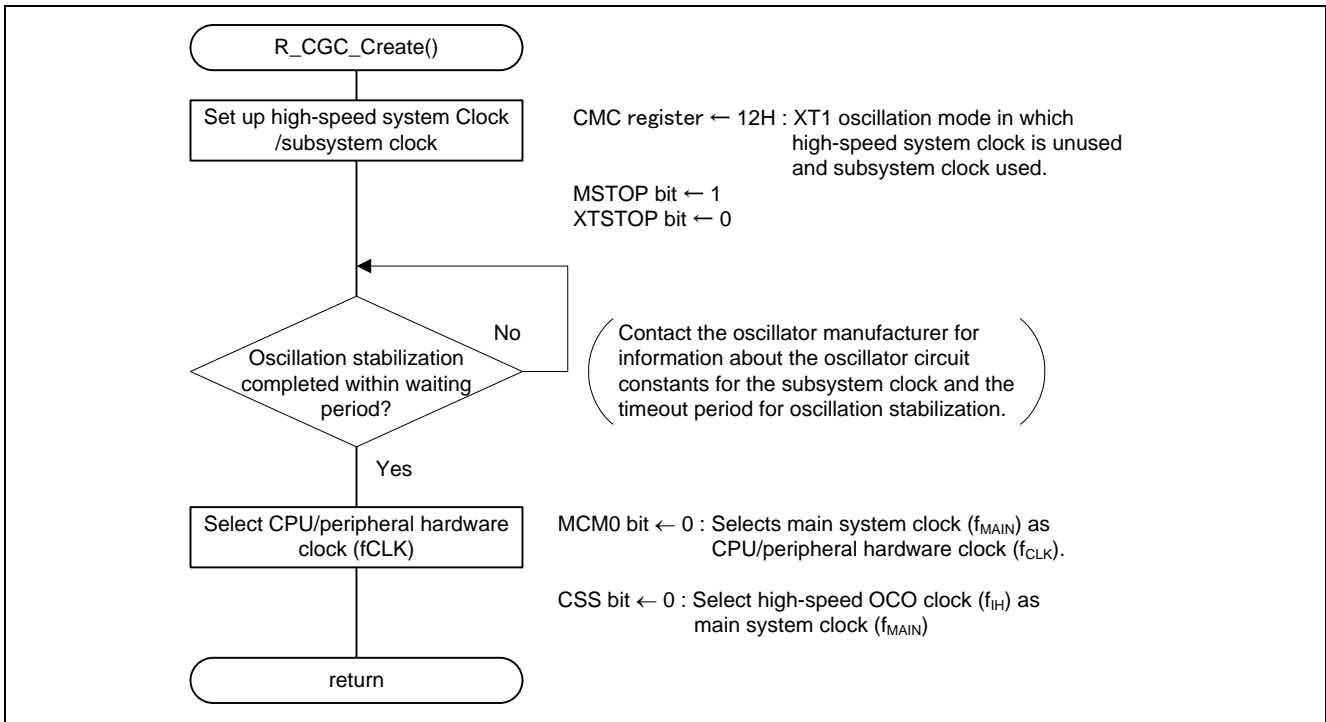 R_CGC_Create()
Set up high-speed system Clock
/subsystem clock
CMC register ← 12H : XT1 oscillation mode in which
high-speed system clock is unused
and subsystem clock used.
MSTOP bit ← 1
XTSTOP bit ← 0
No
Oscillation stabilization
completed within waiting
period?
Contact the oscillator manufacturer for
information about the oscillator circuit
constants for the subsystem clock and the
timeout period for oscillation stabilization.
Yes
Select CPU/peripheral hardware
clock (fCLK)
MCM0 bit ← 0 : Selects main system clock (fMAIN) as
CPU/peripheral hardware clock (fCLK).
CSS bit ← 0 : Select high-speed OCO clock (fIH) as
main system clock (fMAIN)
return